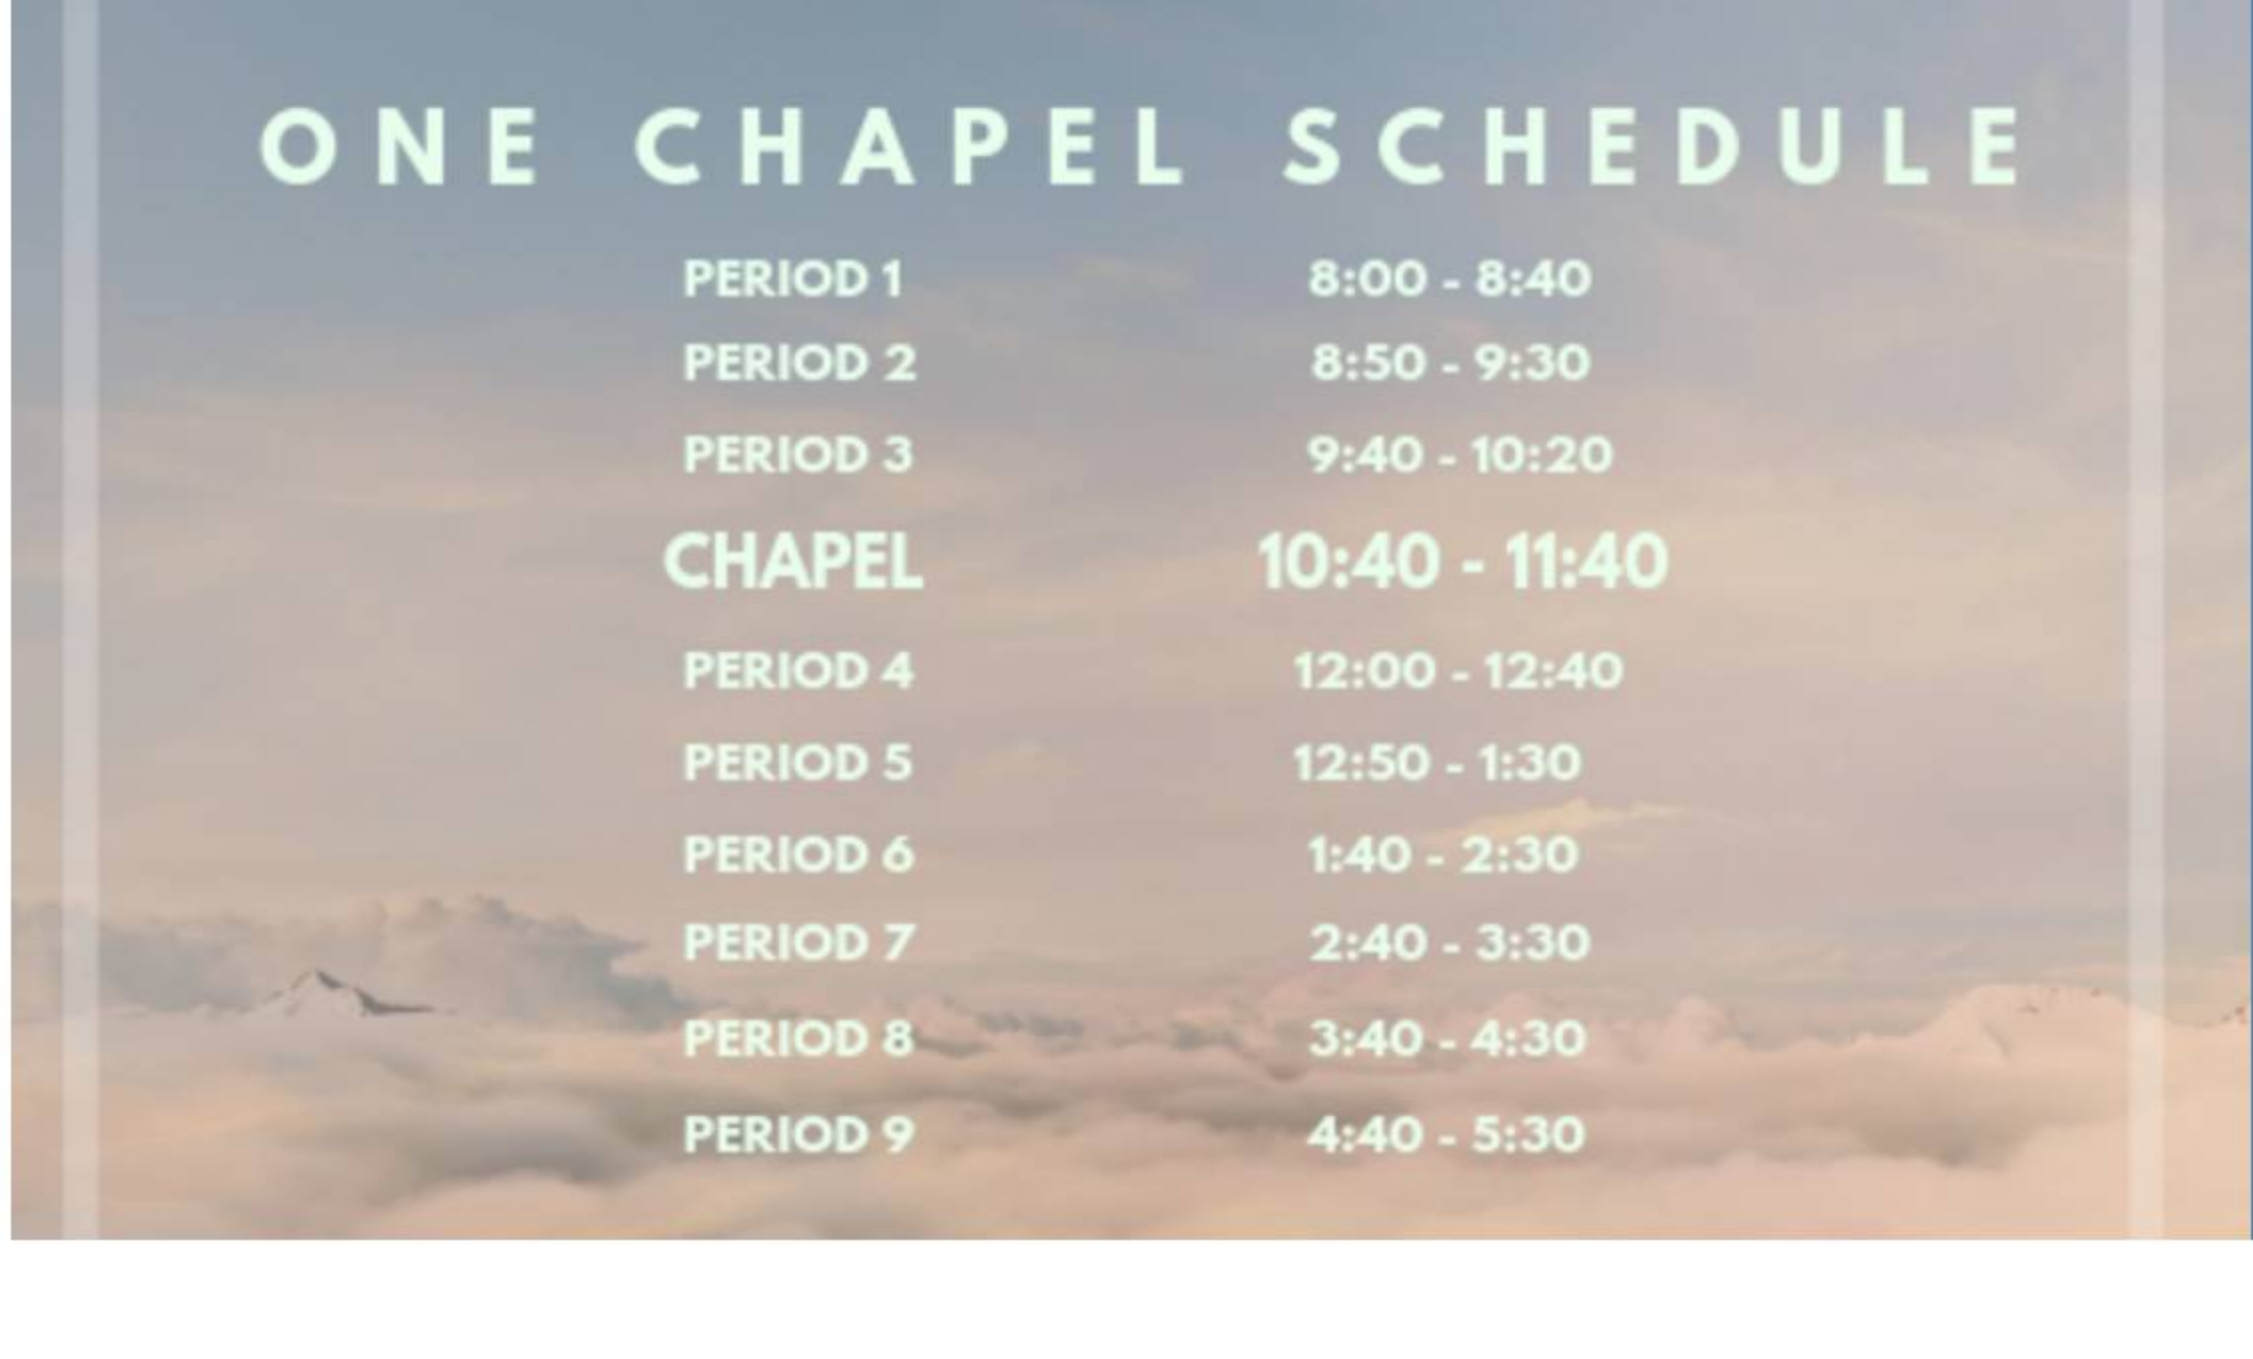 ONE CHAPEL SCHEDULE
PERIOD 1 8:00 - 8:40
PERIOD 2 8:50 - 9:30
PERIOD 3 9:40 - 10:20
CHAPEL 10:40 - 11:40
PERIOD 4 12:00 - 12:40
PERIOD 5 12:50 - 1:30
PERIOD 6 1:40 - 2:30
PERIOD 7 2:40 - 3:30
PERIOD 8 3:40 - 4:30
PERIOD 9 4:40 - 5:30